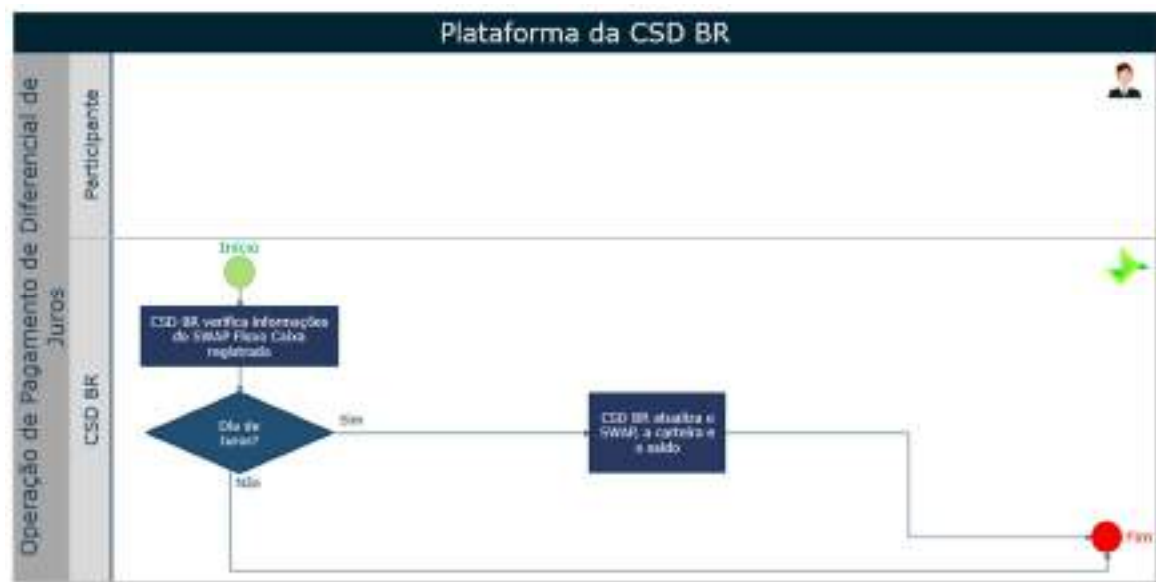 Plataforma da CSD BR
Operação de Pagamento de Diferencial de
Juros
Participante
CSD BR
Início
CSD BR verifica informações
do SWAP Fluxo Caixa
registrado
Dia de
Juros?
Sim
CSD BR atualiza o
SWAP, a carteira e
o saldo
Não
Fim